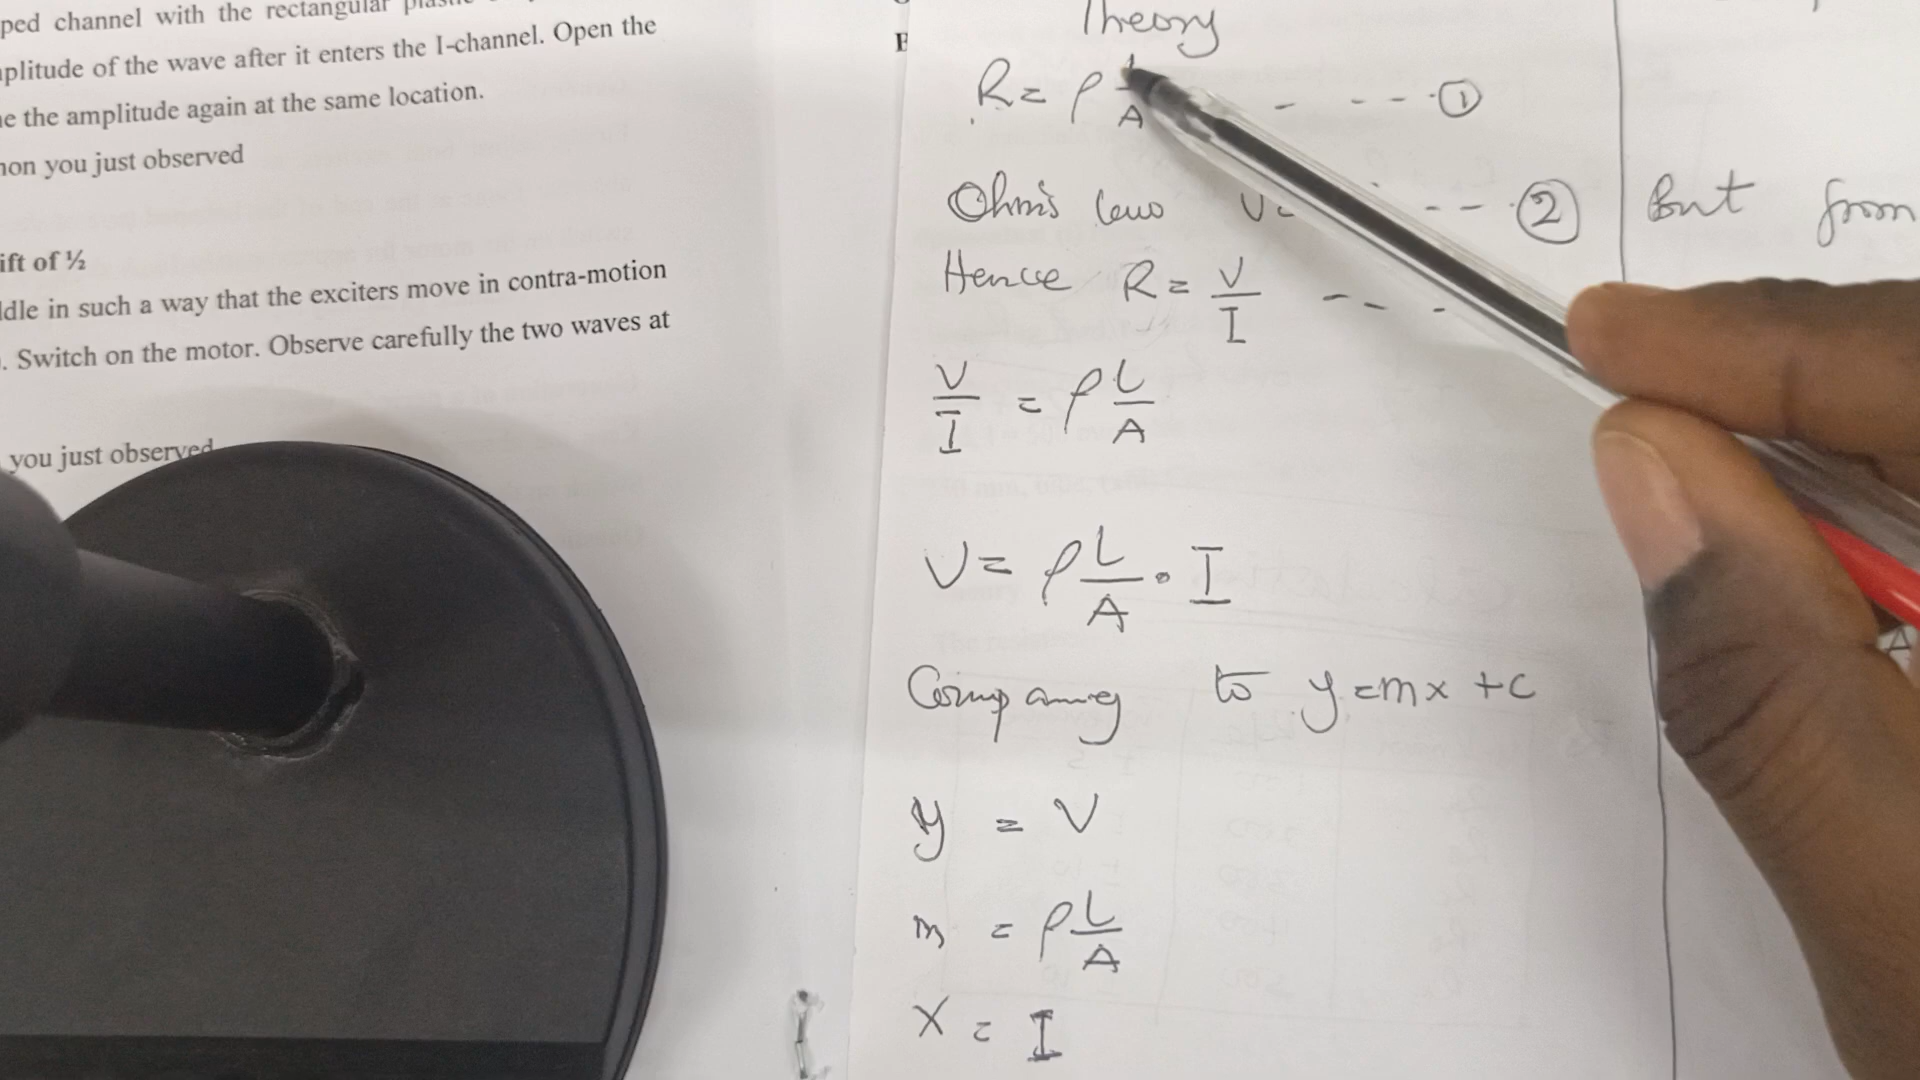 ped channel with the rectangular
plitude of the wave after it enters the I-channel. Open the
e the amplitude again at the same location.
non you just observed
ift of ½
ddle in such a way that the exciters move in contra-motion
. Switch on the motor. Observe carefully the two waves at
you just observed
Theory
R = ρ L/A - - - - ①
Ohm's law V= - - ②
Hence R = V/I - - -
V/I = ρ L/A
V = ρ L/A . I
Comparing to y=mx+c
y = V
m = ρ L/A
X = I
But from